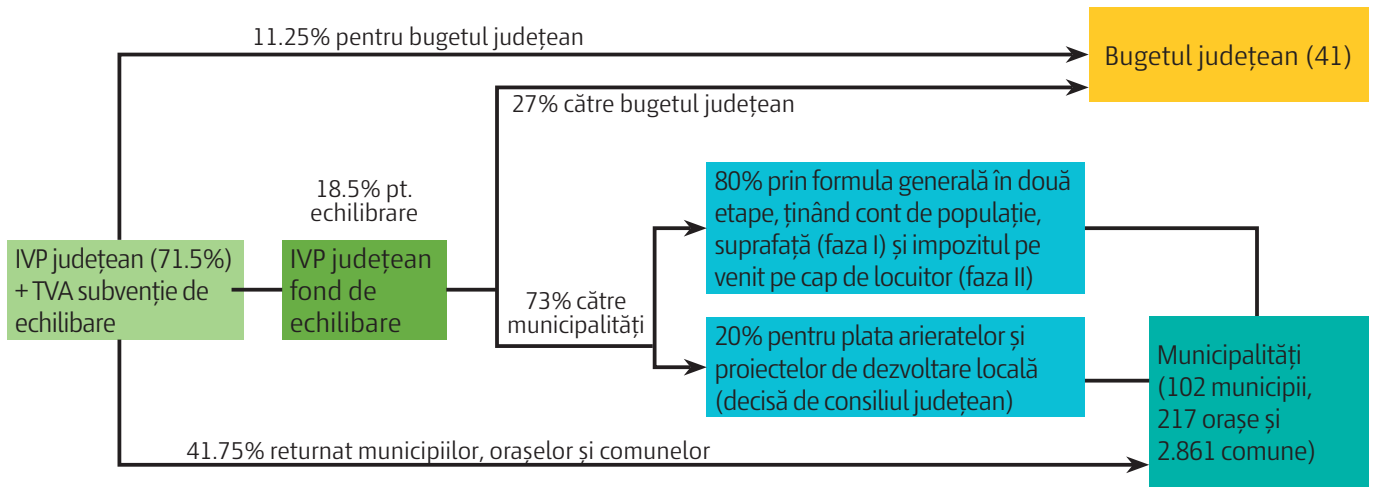 11.25% pentru bugetul județean
Bugetul județean (41)
27% către bugetul județean
18.5% pt.
echilibrare
IVP județean (71.5%)
+ TVA subvenție de
echilibare
IVP județean
fond de
echilibare
73% către
municipalități
80% prin formula generală în două
etape, ținând cont de populație,
suprafață (faza I) și impozitul pe
venit pe cap de locuitor (faza II)
20% pentru plata arieratelor și
proiectelor de dezvoltare locală
(decisă de consiliul județean)
Municipalități
(102 municipii,
217 orașe și
2.861 comune)
41.75% returnat municipiilor, orașelor și comunelor